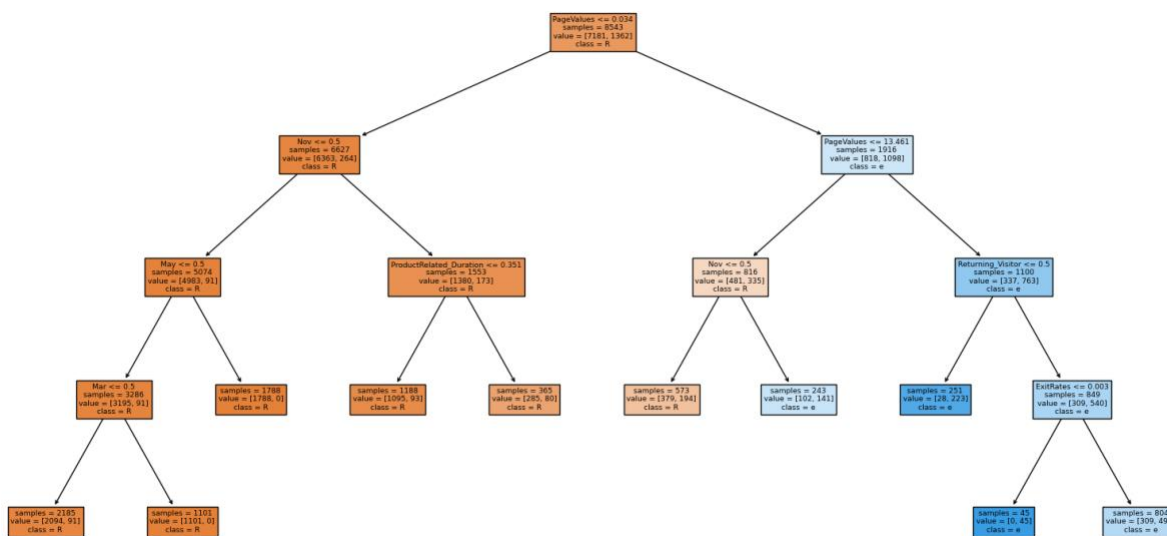 PageValues <= 0.034
samples = 8543
value = [7181, 1362]
class = R
Nov <= 0.5
samples = 6627
value = [6363, 264]
class = R
PageValues <= 13.461
samples = 1916
value = [818, 1098]
class = e
May <= 0.5
samples = 5074
value = [4983, 91]
class = R
ProductRelated_Duration <= 0.351
samples = 1553
value = [1380, 173]
class = R
Nov <= 0.5
samples = 816
value = [481, 335]
class = R
Returning_Visitor <= 0.5
samples = 1100
value = [337, 763]
class = e
Mar <= 0.5
samples = 3286
value = [3195, 91]
class = R
samples = 1788
value = [1788, 0]
class = R
samples = 1188
value = [1095, 93]
class = R
samples = 365
value = [285, 80]
class = R
samples = 573
value = [379, 194]
class = R
samples = 243
value = [102, 141]
class = e
samples = 251
value = [28, 223]
class = e
ExitRates <= 0.003
samples = 849
value = [309, 540]
class = e
samples = 2185
value = [2094, 91]
class = R
samples = 1101
value = [1101, 0]
class = R
samples = 45
value = [0, 45]
class = e
samples = 804
value = [309, 49
class = e